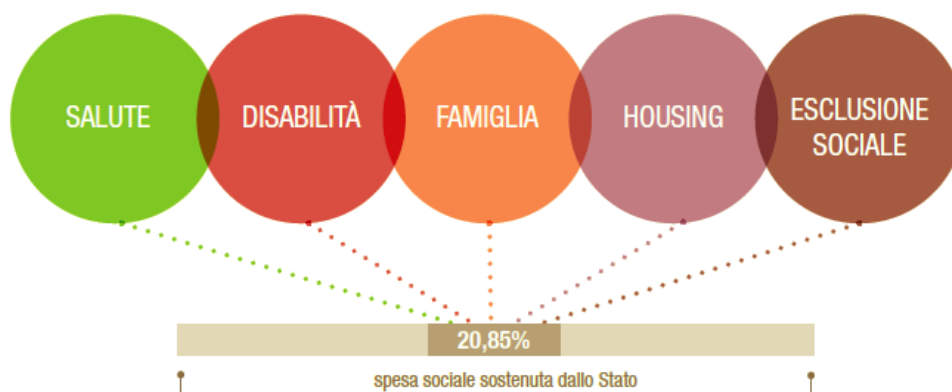 SALUTE
DISABILITÀ
FAMIGLIA
HOUSING
ESCLUSIONE
SOCIALE
20,85%
spesa sociale sostenuta dallo Stato